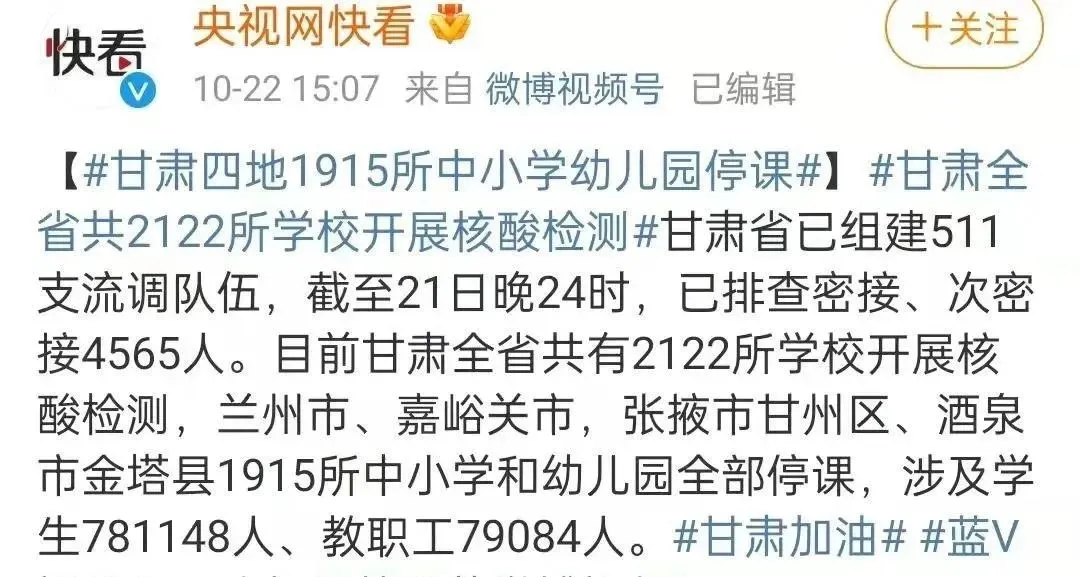 快看
央视网快看
+关注
10-22 15:07 来自 微博视频号 已编辑
【#甘肃四地1915所中小学幼儿园停课#】#甘肃全
省共2122所学校开展核酸检测#甘肃省已组建511
支流调队伍，截至21日晚24时，已排查密接、次密
接4565人。目前甘肃全省共有2122所学校开展核
酸检测，兰州市、嘉峪关市，张掖市甘州区、酒泉
市金塔县1915所中小学和幼儿园全部停课，涉及学
生781148人、教职工79084人。#甘肃加油# #蓝V